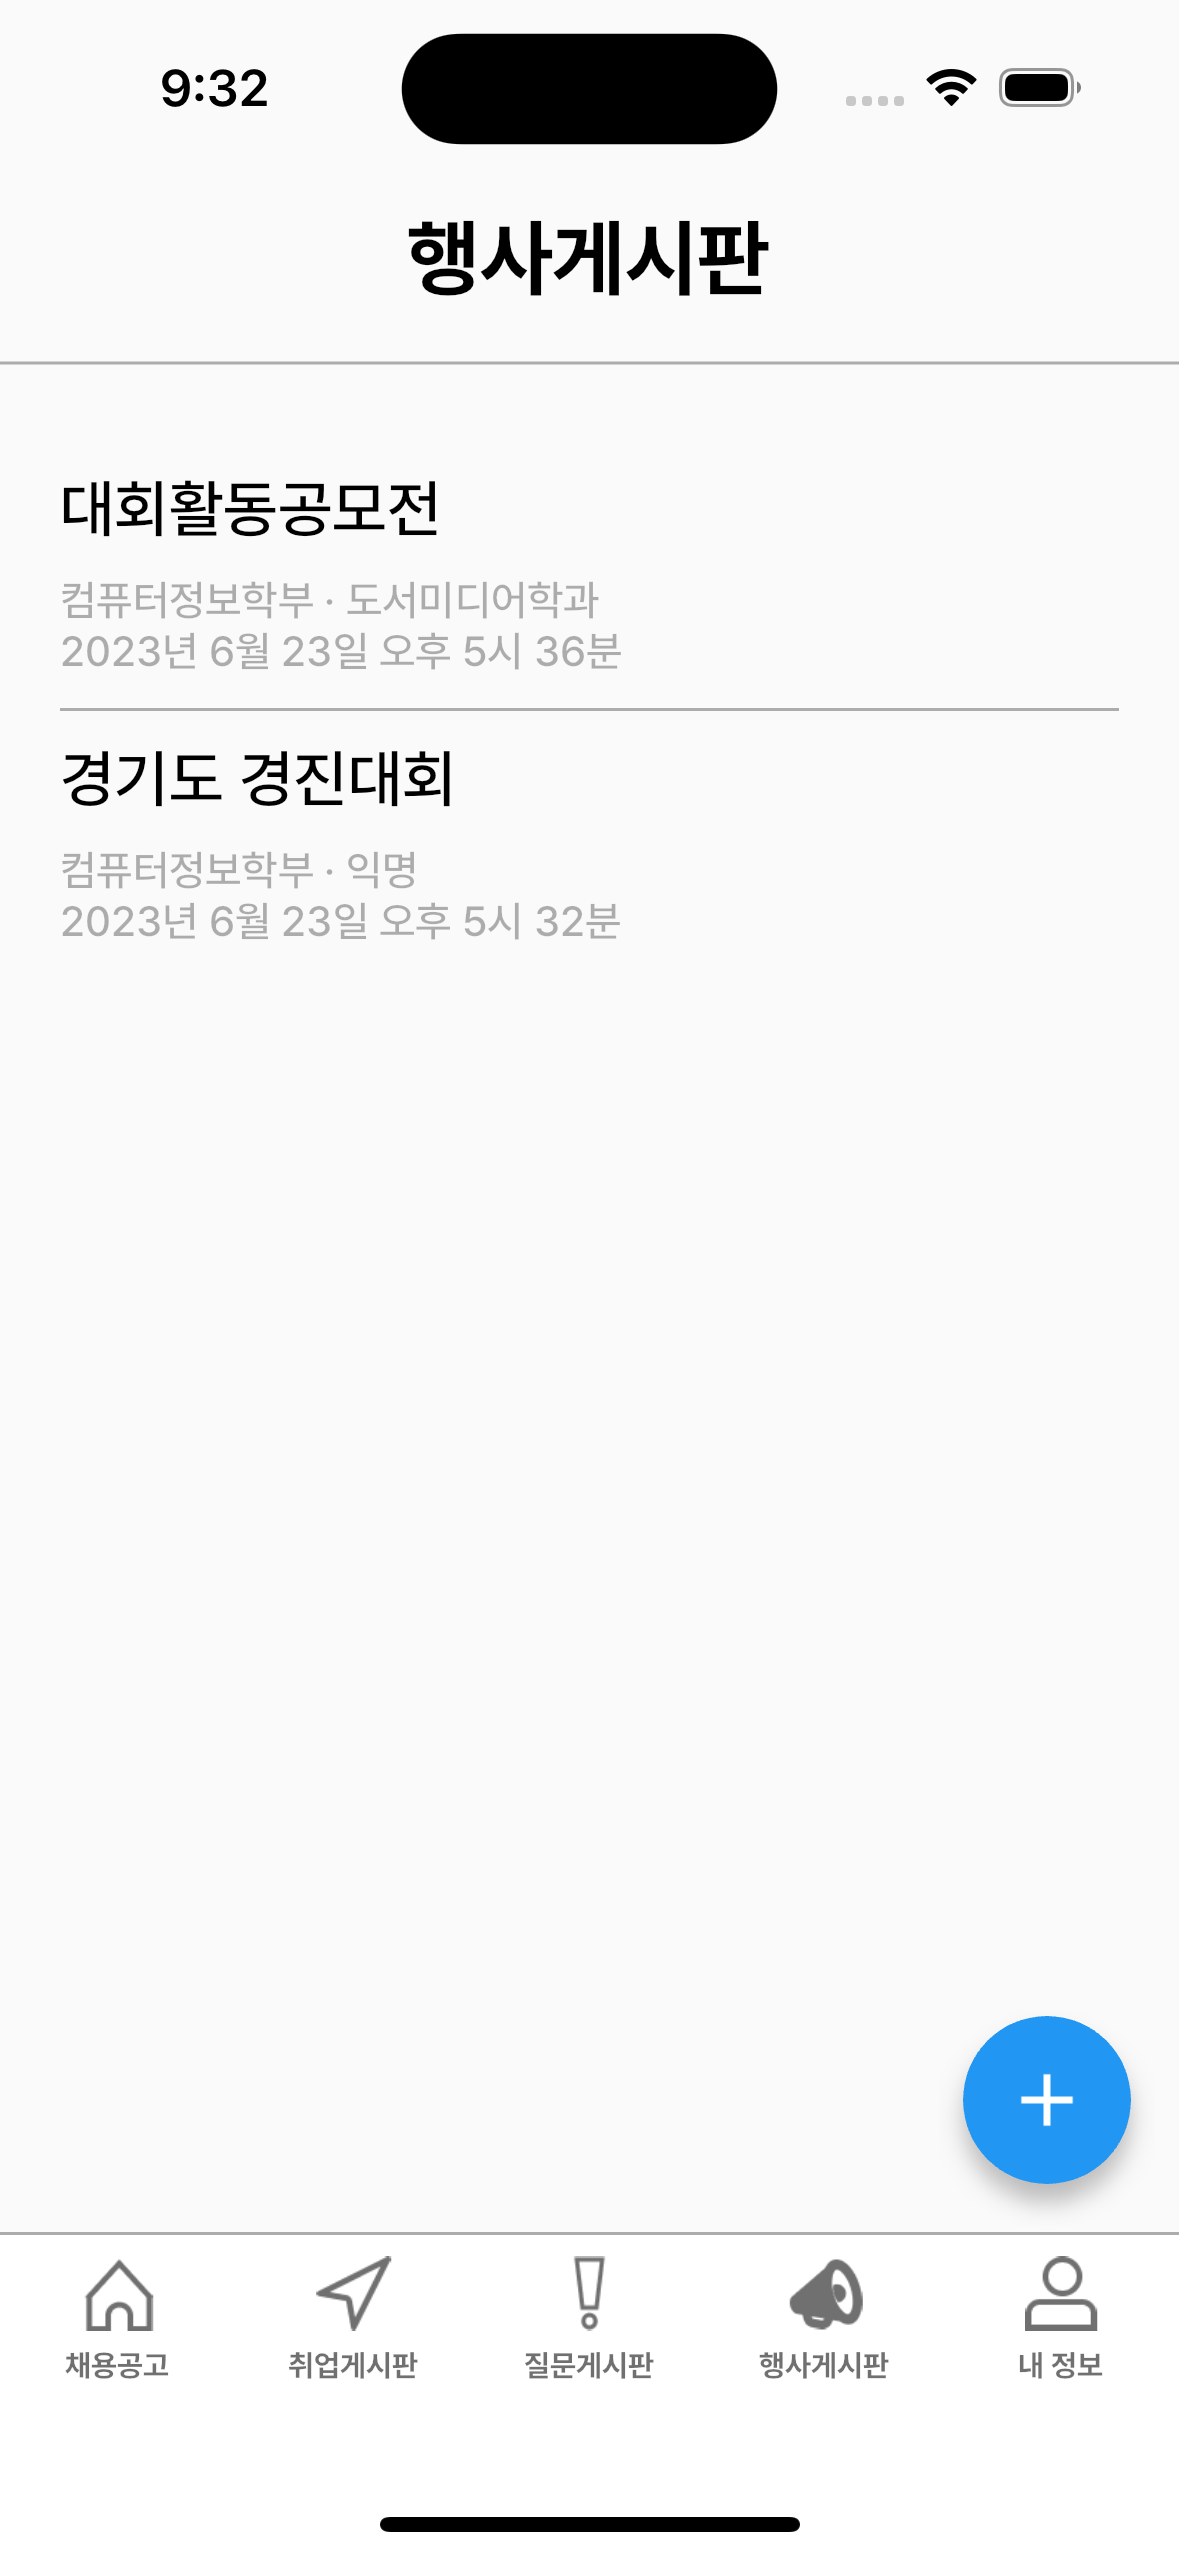 9:32
행사게시판
대회활동공모전
컴퓨터정보학부 · 도서미디어학과
2023년 6월 23일 오후 5시 36분
경기도 경진대회
컴퓨터정보학부 · 익명
2023년 6월 23일 오후 5시 32분
채용공고 취업게시판 질문게시판 행사게시판 내 정보